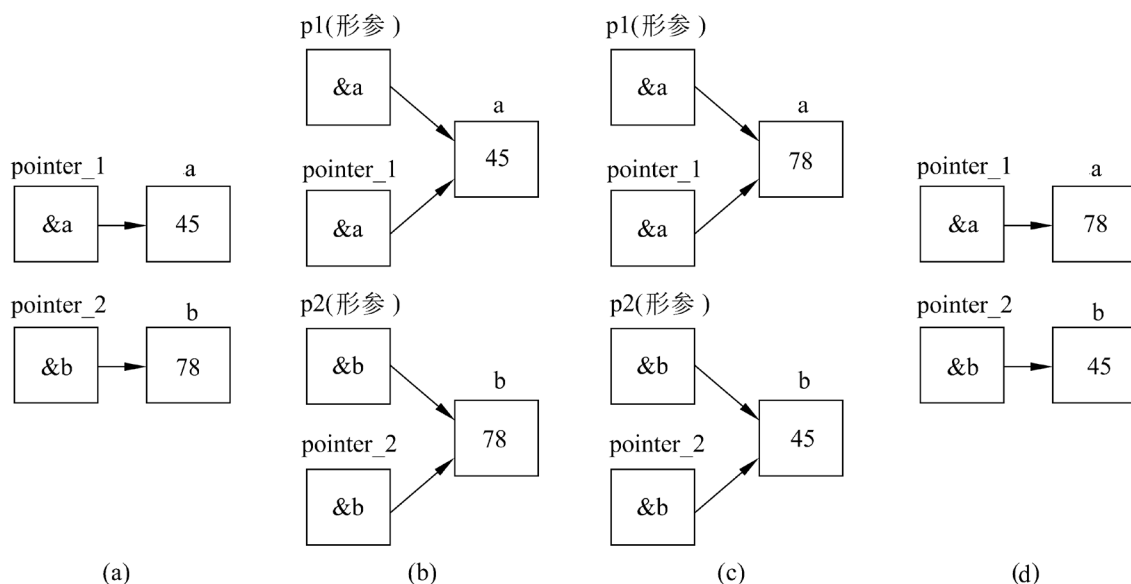 pointer_1
a
&a
45
pointer_2
b
&b
78
(a)
p1(形参)
&a
a
45
pointer_1
&a
p2(形参)
&b
b
78
pointer_2
&b
(b)
p1(形参)
&a
a
78
pointer_1
&a
p2(形参)
&b
b
45
pointer_2
&b
(c)
pointer_1
a
&a
78
pointer_2
b
&b
45
(d)